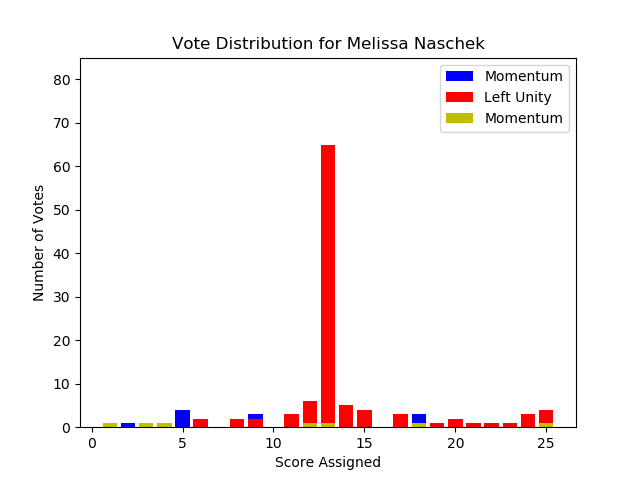 Vote Distribution for Melissa Naschek
Momentum
Left Unity
Momentum
Number of Votes
80
70
60
50
40
30
20
10
0
0 5 10 15 20 25
Score Assigned